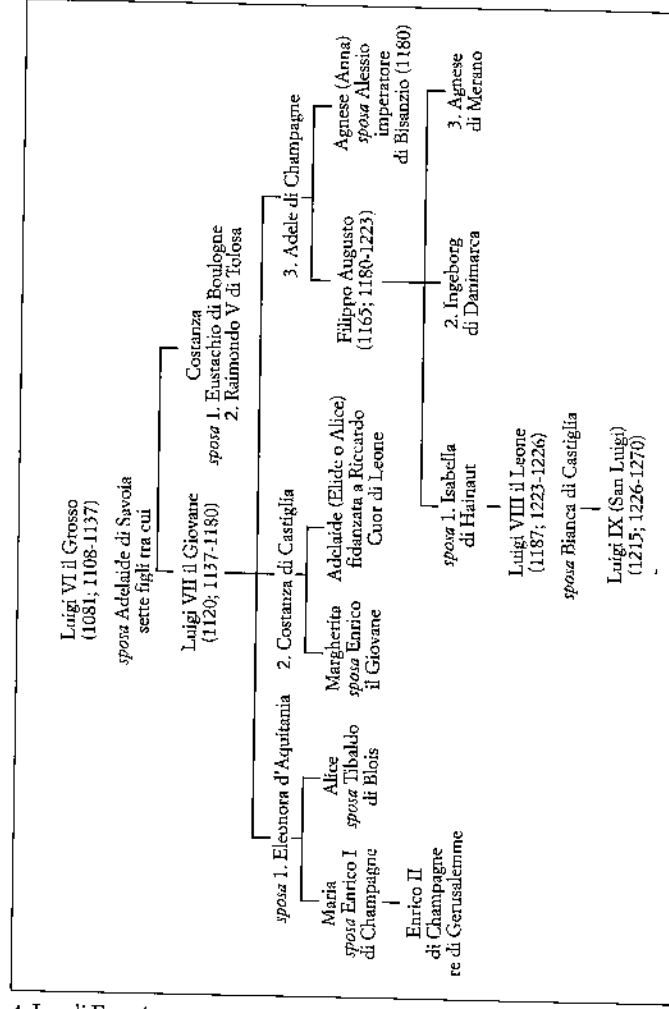 Luigi VI il Grosso
(1081; 1108-1137)
sposa Adelaide di Savoia
sette figli tra cui
Luigi VII il Giovane
(1120; 1137-1180)
Costanza
sposa 1. Eustachio di Boulogne
2. Raimondo V di Tolosa
sposa 1. Eleonora d'Aquitania
2. Costanza di Castiglia
3. Adele di Champagne
Maria
sposa Enrico I
di Champagne
Alice
sposa Tibaldo
di Blois
Margherita
sposa Enrico
il Giovane
Adelaide (Elide o Alice)
fidanzata a Riccardo
Cuor di Leone
Filippo Augusto
(1165; 1180-1223)
Agnese (Anna)
sposa Alessio
imperatore
di Bisanzio (1180)
Enrico II
di Champagne
re di Gerusalemme
sposa 1. Isabella
di Hainaut
2. Ingeborg
di Danimarca
3. Agnese
di Merano
Luigi VIII il Leone
(1187; 1223-1226)
sposa Bianca di Castiglia
Luigi IX (San Luigi)
(1215; 1226-1270)